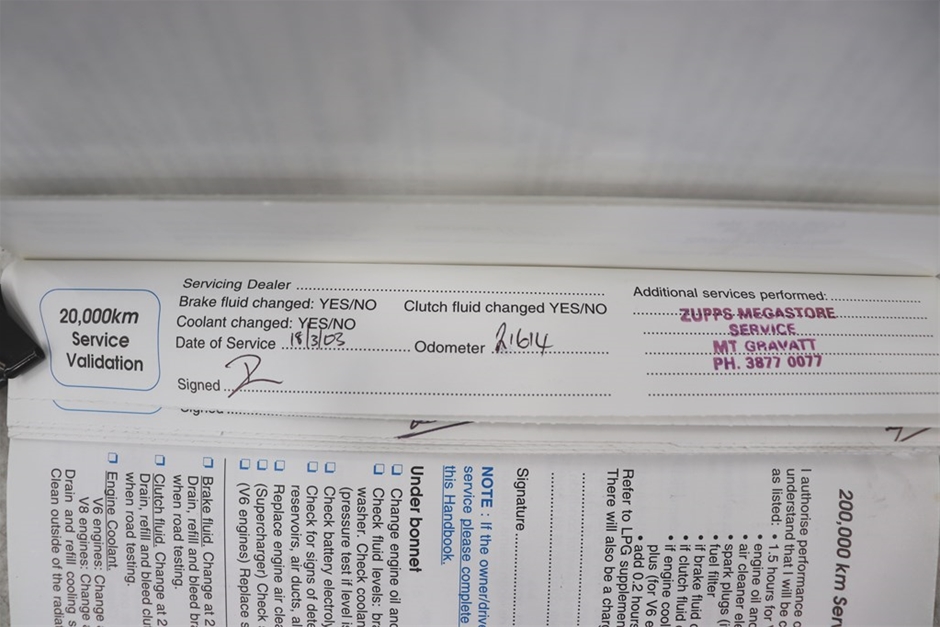 Servicing Dealer
Brake fluid changed: YES/NO Clutch fluid changed YES/NO
Coolant changed: YES/NO
Date of Service 18/3/03 Odometer 21614
Signed
20,000km
Service
Validation
Additional services performed:
ZUPPS MEGASTORE
SERVICE
MT GRAVATT
PH. 3877 0077
Signed
200,000 km Ser
I authorise performance
understand that I will be
as listed: • 1.5 hours for
• engine oil and
• air cleaner el
• spark plugs (i
• fuel filter
• if brake fluid
• if clutch fluid
• if engine cool
plus (for V6 e
• add 0.2 hours
Refer to LPG supplemen
There will also be a charg
Signature
NOTE : If the owner/driv
service please complete
this Handbook.
Under bonnet
Change engine oil and
Check fluid levels: bra
washer. Check coolan
(pressure test if level i
Check battery electroly
Check for signs of dete
reservoirs, air ducts, al
Replace engine air clea
(Supercharger) Check
(V6 engines) Replace s
Brake fluid. Change at 2
Drain, refill and bleed bra
when road testing.
Clutch fluid. Change at 2
Drain, refill and bleed clut
when road testing.
Engine Coolant.
V6 engines: Change
V8 engines: Change
Drain and refill cooling s
Clean outside of the radia